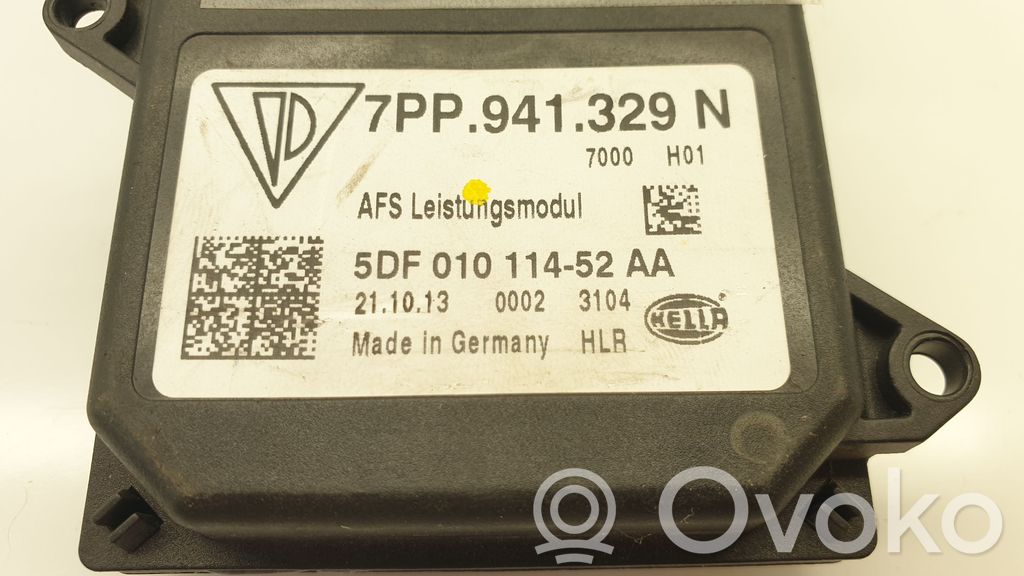 7PP.941.329 N
7000 H01
AFS Leistungsmodul
5DF 010 114-52 AA
21.10.13 0002 3104
HELLA
Made in Germany HLR
Ovoko